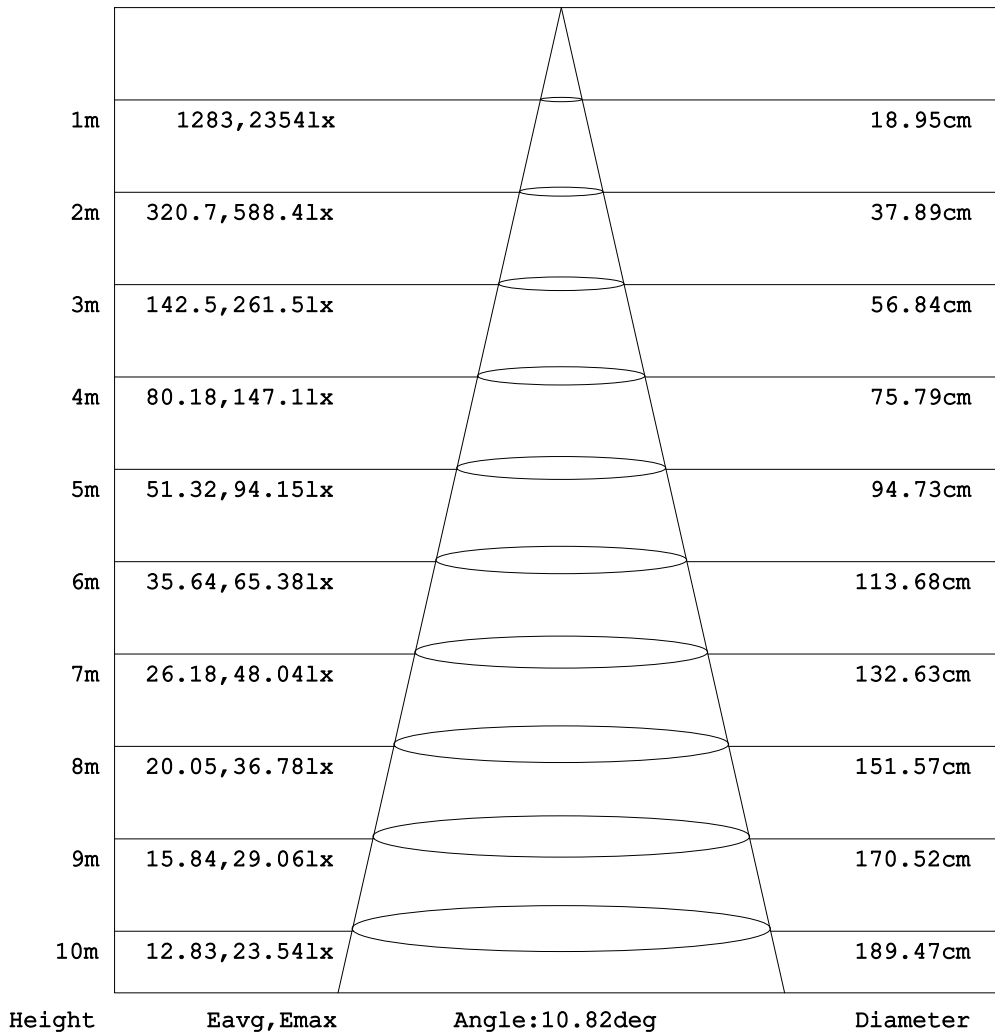 1m 1283,2354lx 18.95cm
2m 320.7,588.4lx 37.89cm
3m 142.5,261.5lx 56.84cm
4m 80.18,147.1lx 75.79cm
5m 51.32,94.15lx 94.73cm
6m 35.64,65.38lx 113.68cm
7m 26.18,48.04lx 132.63cm
8m 20.05,36.78lx 151.57cm
9m 15.84,29.06lx 170.52cm
10m 12.83,23.54lx 189.47cm
Height Eavg,Emax Angle:10.82deg Diameter